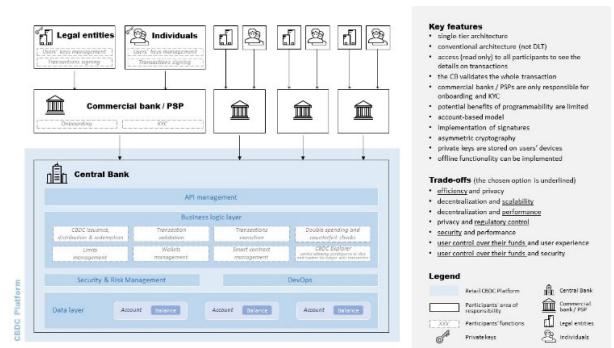 Legal entities
Users' keys management
Transactions signing
Individuals
Users' keys management
Transactions signing
Commercial bank / PSP
Onboarding
KYC
CBDC Platform
Central Bank
API management
Business logic layer
CBDC issuance,
distribution & redemption
Transaction
validation
Transactions
execution
Double spending and
counterfeit checks
Limits
management
Wallets
management
Smart contract
management
CBDC Explorer
Security & Risk Management
DevOps
Data layer
Account
Balance
Account
Balance
Account
Balance
Key features
• single-tier architecture
• conventional architecture (not DLT)
• access (read only) to all participants to see the
details on transactions
• the CB validates the whole transaction
• commercial banks / PSPs are only responsible for
onboarding and KYC
• potential benefits of programmability are limited
• account-based model
• implementation of signatures
• asymmetric cryptography
• private keys are stored on users' devices
• offline functionality can be implemented
Trade-offs (the chosen option is underlined)
• efficiency and privacy
• decentralization and scalability
• decentralization and performance
• privacy and regulatory control
• security and performance
• user control over their funds and user experience
• user control over their funds and security
Legend
Retail CBDC Platform
Participants' area of
responsibility
XYX
Participants' functions
Private keys
Central Bank
Commercial
bank / PSP
Legal entities
Individuals